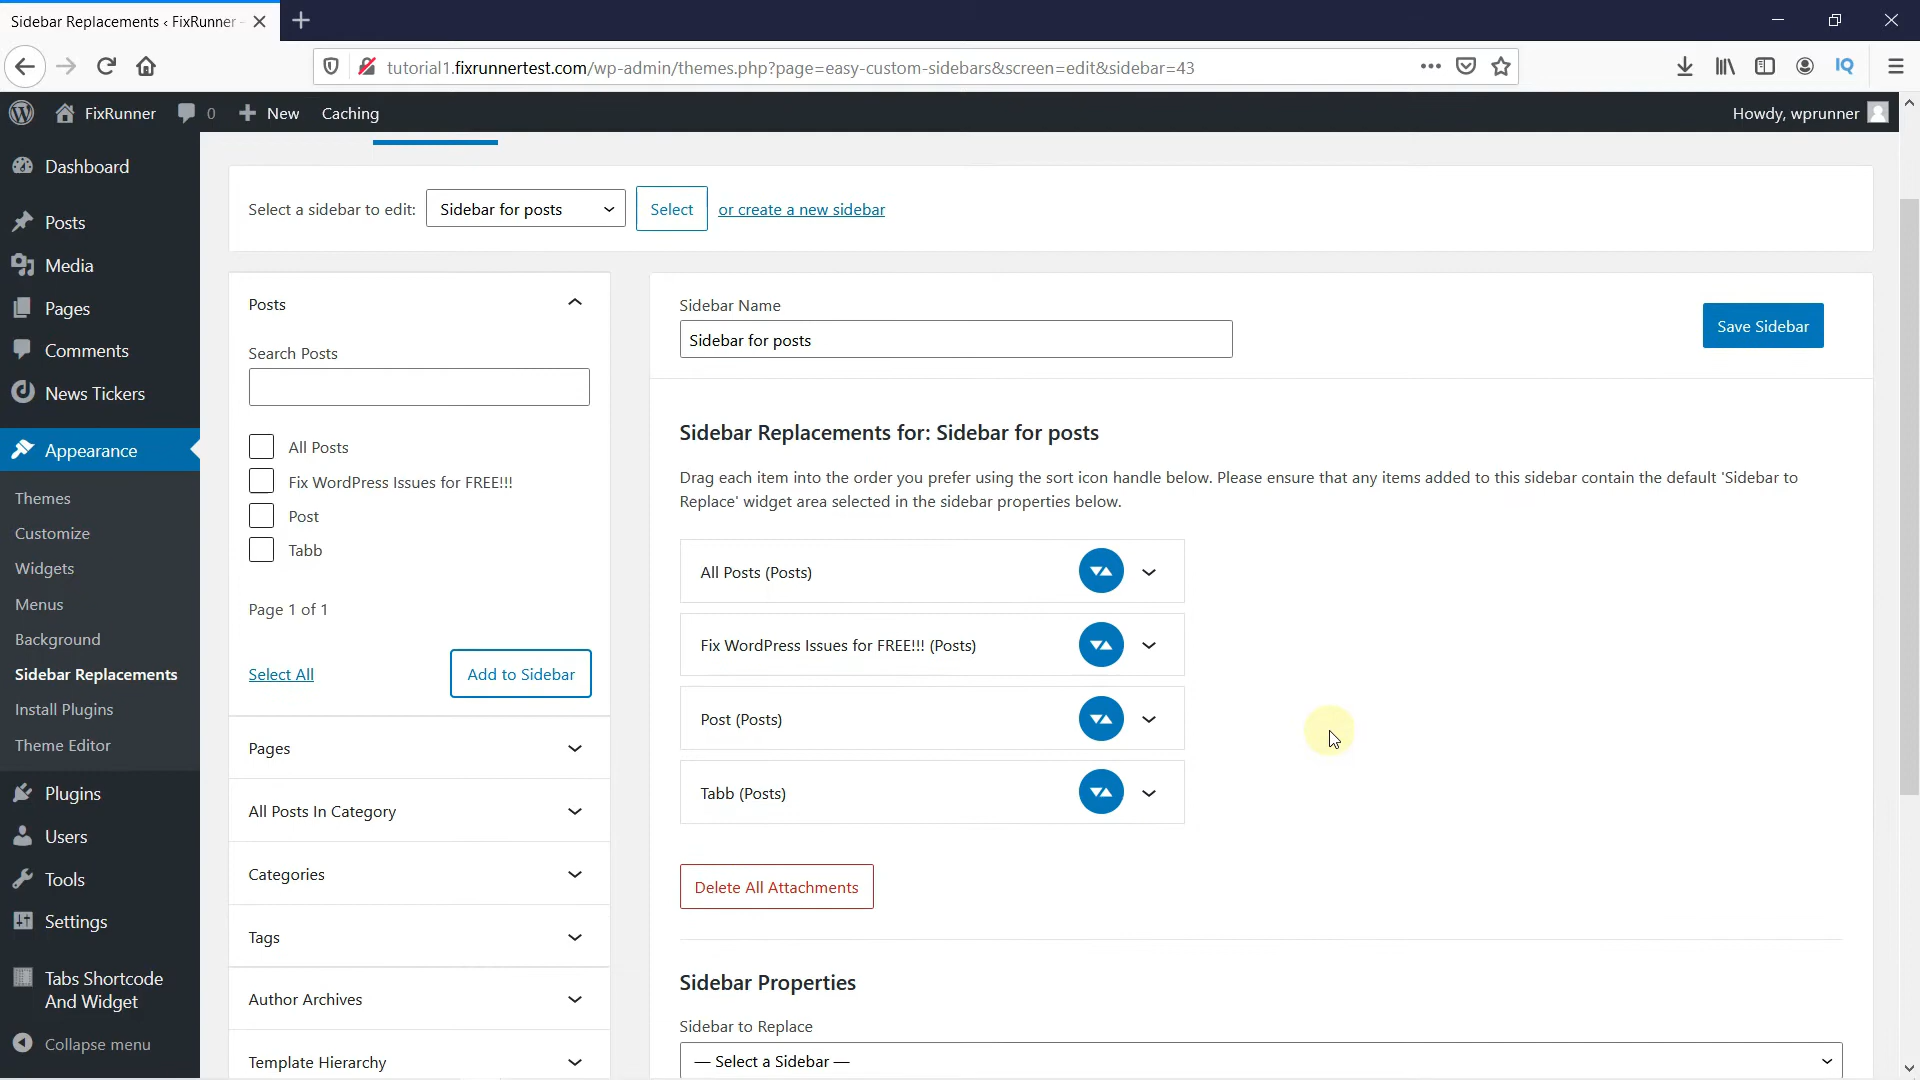 Sidebar Replacements ‹ FixRunner -
tutorial1.fixrunnertest.com/wp-admin/themes.php?page=easy-custom-sidebars&screen=edit&sidebar=43
IQ
FixRunner
0
New
Caching
Howdy, wprunner
Dashboard
Posts
Media
Pages
Comments
News Tickers
Appearance
Themes
Customize
Widgets
Menus
Background
Sidebar Replacements
Install Plugins
Theme Editor
Plugins
Users
Tools
Settings
Tabs Shortcode
And Widget
Collapse menu
Select a sidebar to edit:
Sidebar for posts
Select
or create a new sidebar
Posts
Search Posts
All Posts
Fix WordPress Issues for FREE!!!
Post
Tabb
Page 1 of 1
Select All
Add to Sidebar
Pages
All Posts In Category
Categories
Tags
Author Archives
Template Hierarchy
Sidebar Name
Sidebar for posts
Save Sidebar
Sidebar Replacements for: Sidebar for posts
Drag each item into the order you prefer using the sort icon handle below. Please ensure that any items added to this sidebar contain the default 'Sidebar to
Replace' widget area selected in the sidebar properties below.
All Posts (Posts)
Fix WordPress Issues for FREE!!! (Posts)
Post (Posts)
Tabb (Posts)
Delete All Attachments
Sidebar Properties
Sidebar to Replace
— Select a Sidebar —